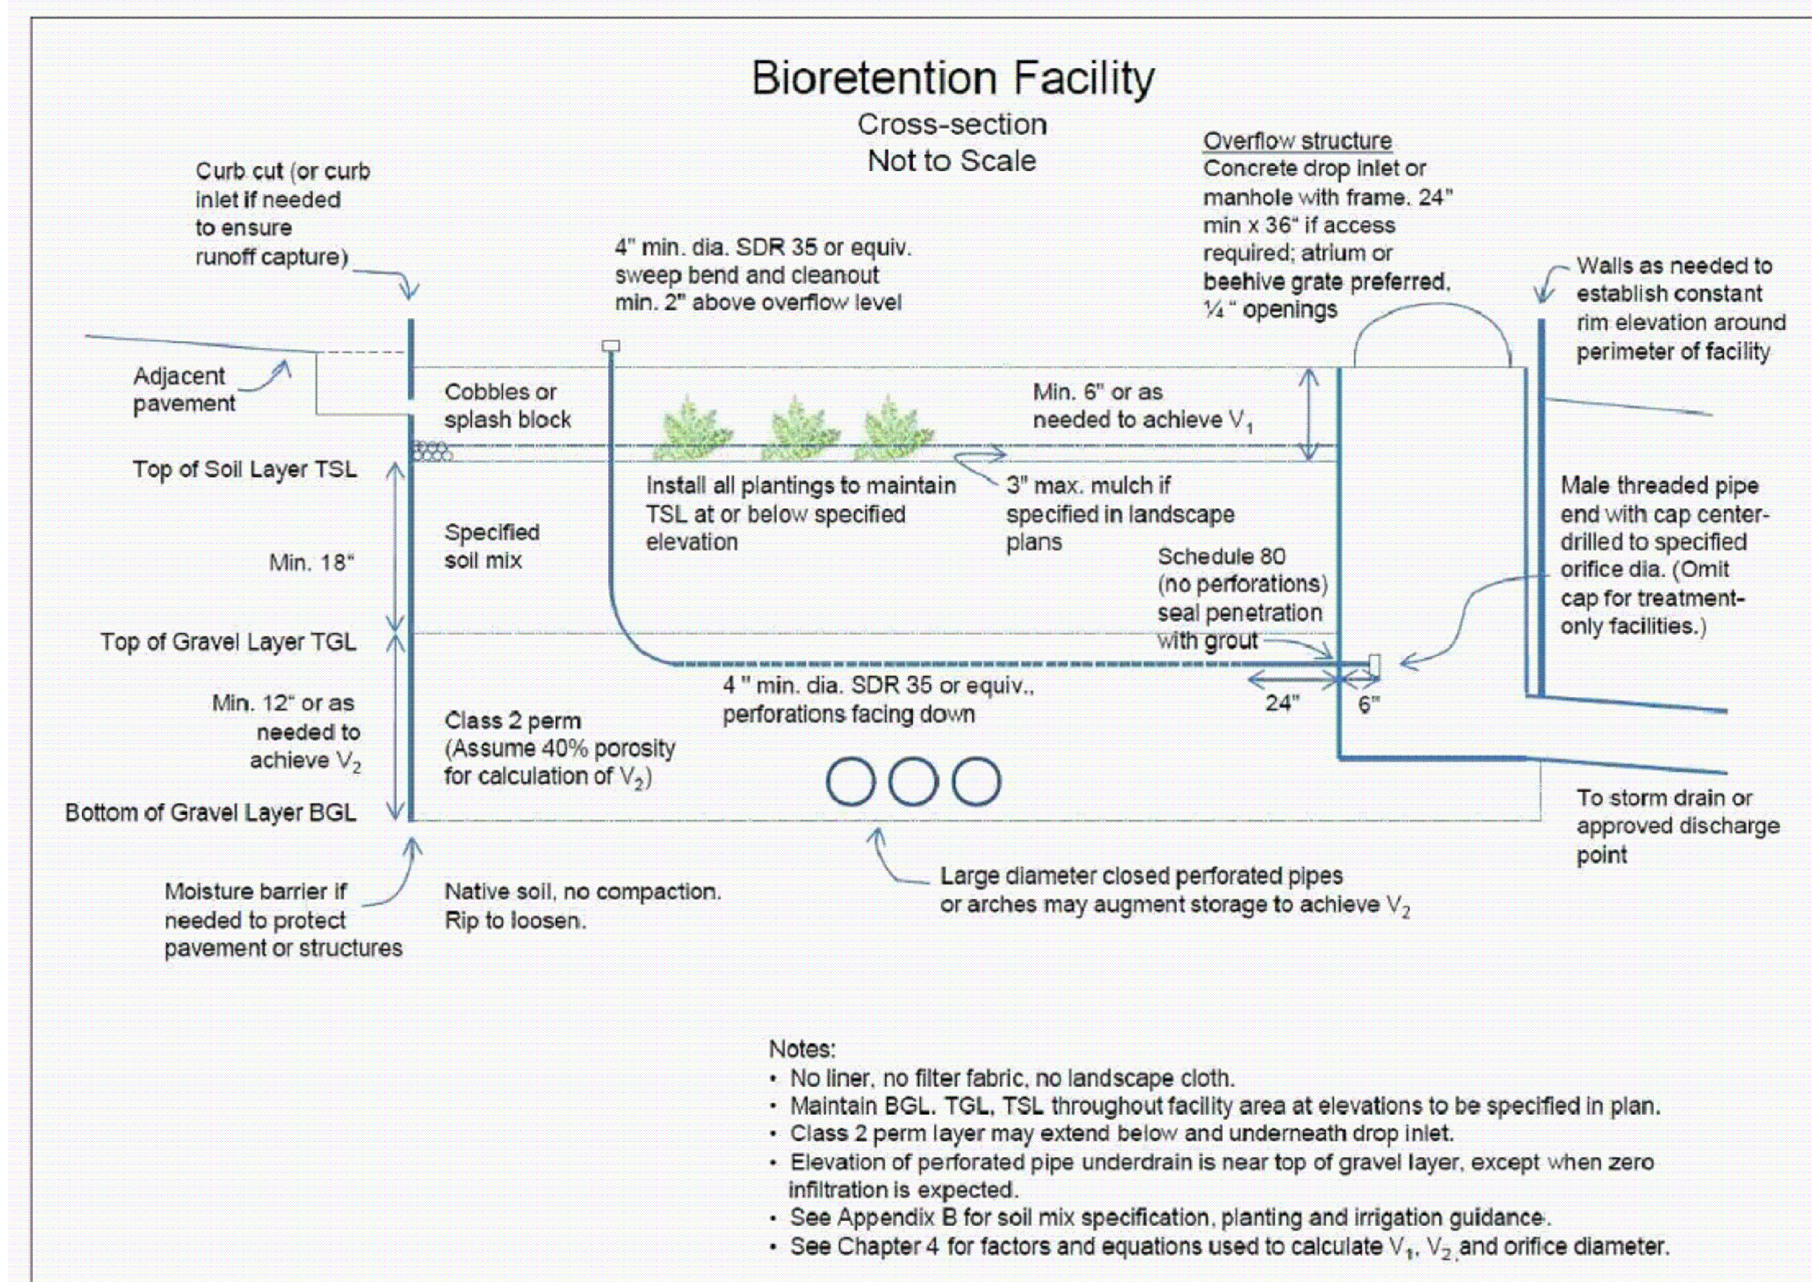 Bioretention Facility
Cross-section
Not to Scale
Curb cut (or curb
inlet if needed
to ensure
runoff capture)
4" min. dia. SDR 35 or equiv.
sweep bend and cleanout
min. 2" above overflow level
Overflow structure
Concrete drop inlet or
manhole with frame. 24"
min x 36" if access
required; atrium or
beehive grate preferred,
¼ " openings
Walls as needed to
establish constant
rim elevation around
perimeter of facility
Adjacent
pavement
Cobbles or
splash block
Min. 6" or as
needed to achieve V₁
Top of Soil Layer TSL
Install all plantings to maintain
TSL at or below specified
elevation
3" max. mulch if
specified in landscape
plans
Male threaded pipe
end with cap center-
drilled to specified
orifice dia. (Omit
cap for treatment-
only facilities.)
Min. 18"
Specified
soil mix
Schedule 80
(no perforations)
seal penetration
with grout
Top of Gravel Layer TGL
4 " min. dia. SDR 35 or equiv.,
perforations facing down
24"
6"
Min. 12" or as
needed to
achieve V₂
Class 2 perm
(Assume 40% porosity
for calculation of V₂)
Bottom of Gravel Layer BGL
To storm drain or
approved discharge
point
Moisture barrier if
needed to protect
pavement or structures
Native soil, no compaction.
Rip to loosen.
Large diameter closed perforated pipes
or arches may augment storage to achieve V₂
Notes:
• No liner, no filter fabric, no landscape cloth.
• Maintain BGL. TGL, TSL throughout facility area at elevations to be specified in plan.
• Class 2 perm layer may extend below and underneath drop inlet.
• Elevation of perforated pipe underdrain is near top of gravel layer, except when zero
infiltration is expected.
• See Appendix B for soil mix specification, planting and irrigation guidance.
• See Chapter 4 for factors and equations used to calculate V₁, V₂, and orifice diameter.